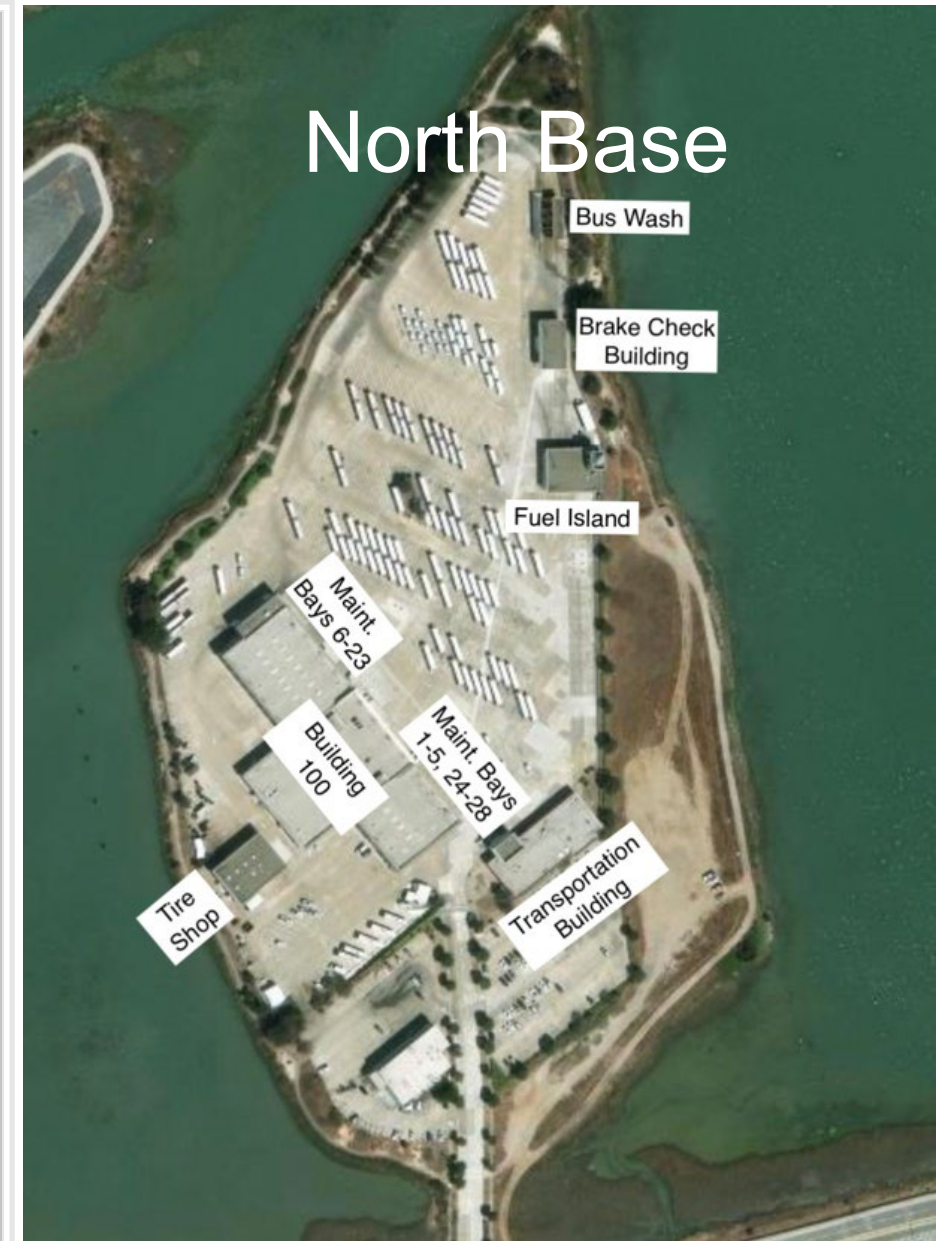 North Base
Bus Wash
Brake Check
Building
Fuel Island
Maint.
Bays 6-23
Building
100
Maint. Bays
1-5, 24-28
Transportation
Building
Tire
Shop